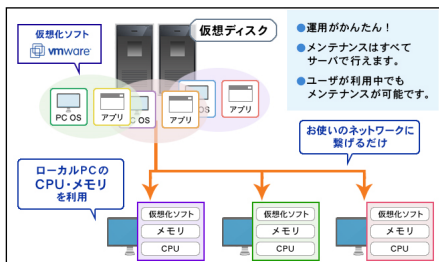 仮想化ソフト
vmware
仮想ディスク
●運用がかんたん！
●メンテナンスはすべて
サーバで行えます。
●ユーザが利用中でも
メンテナンスが可能です。
PC OS
アプリ
PC OS
アプリ
OS
アプリ
お使いのネットワークに
繋げるだけ
ローカルPCの
CPU・メモリ
を利用
仮想化ソフト
メモリ
CPU
仮想化ソフト
メモリ
CPU
仮想化ソフト
メモリ
CPU